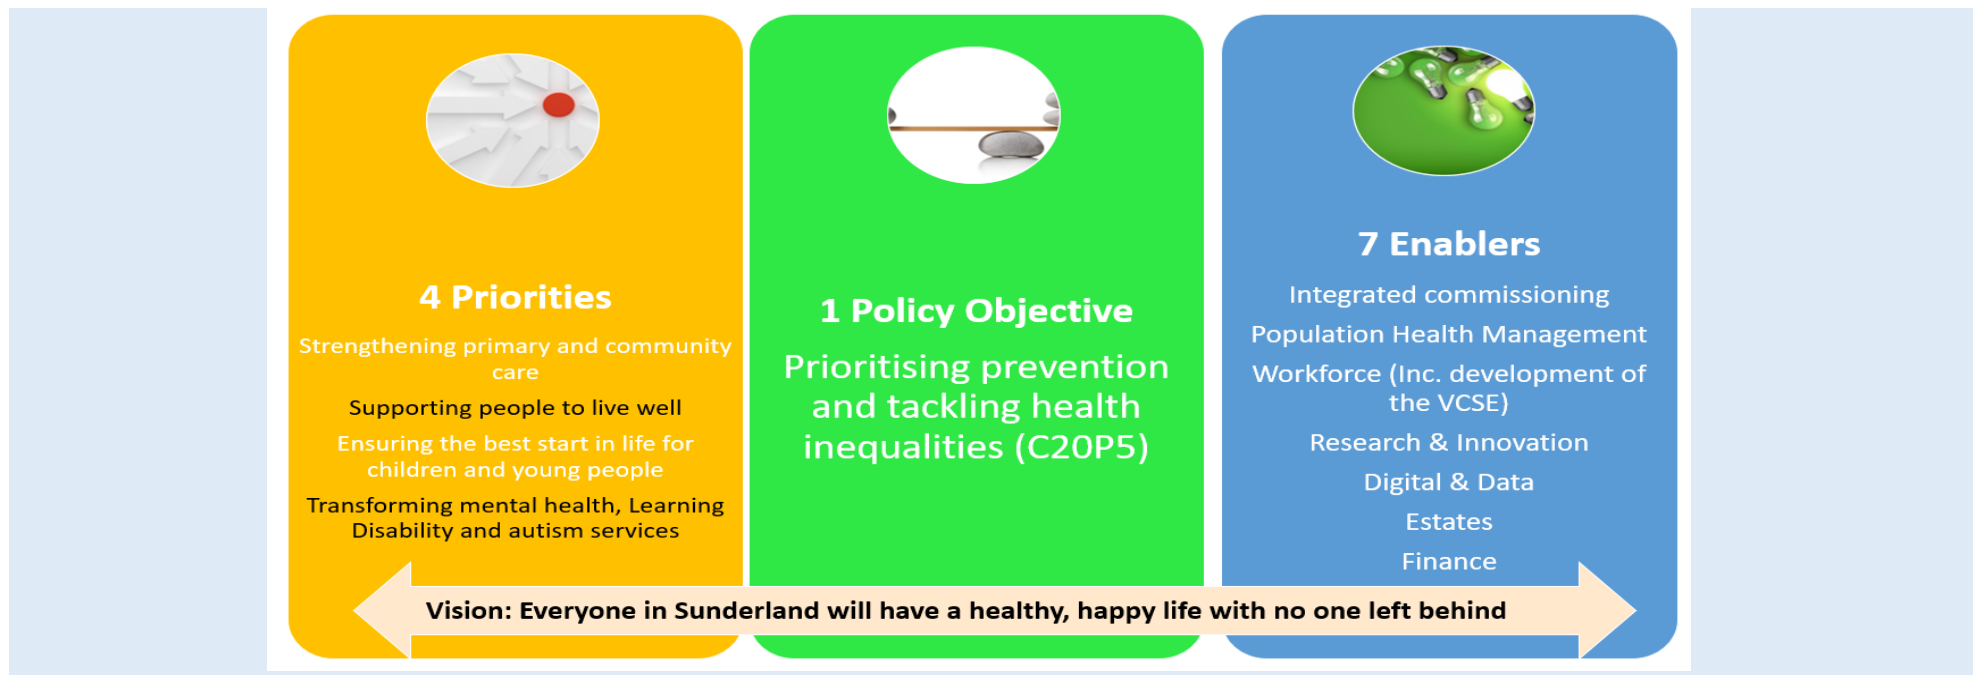 4 Priorities
Strengthening primary and community
care
Supporting people to live well
Ensuring the best start in life for
children and young people
Transforming mental health, Learning
Disability and autism services
1 Policy Objective
Prioritising prevention
and tackling health
inequalities (C20P5)
7 Enablers
Integrated commissioning
Population Health Management
Workforce (Inc. development of
the VCSE)
Research & Innovation
Digital & Data
Estates
Finance
Vision: Everyone in Sunderland will have a healthy, happy life with no one left behind